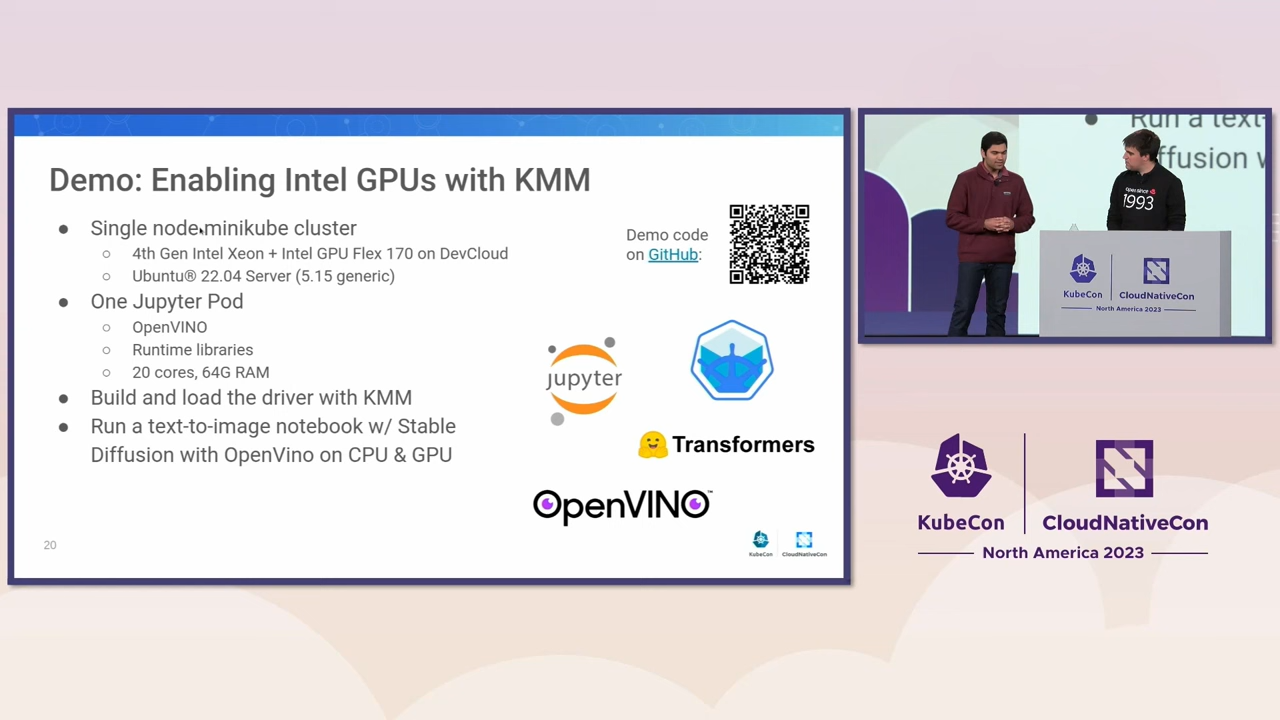 Demo: Enabling Intel GPUs with KMM
● Single node minikube cluster
○ 4th Gen Intel Xeon + Intel GPU Flex 170 on DevCloud
○ Ubuntu® 22.04 Server (5.15 generic)
● One Jupyter Pod
○ OpenVINO
○ Runtime libraries
○ 20 cores, 64G RAM
● Build and load the driver with KMM
● Run a text-to-image notebook w/ Stable
Diffusion with OpenVino on CPU & GPU
Demo code
on GitHub:
jupyter
Transformers
OpenVINO™
20
KubeCon
CloudNativeCon
● Run a text-
ffusion w
open since
1993
KubeCon
CloudNativeCon
North America 2023
KubeCon
CloudNativeCon
North America 2023